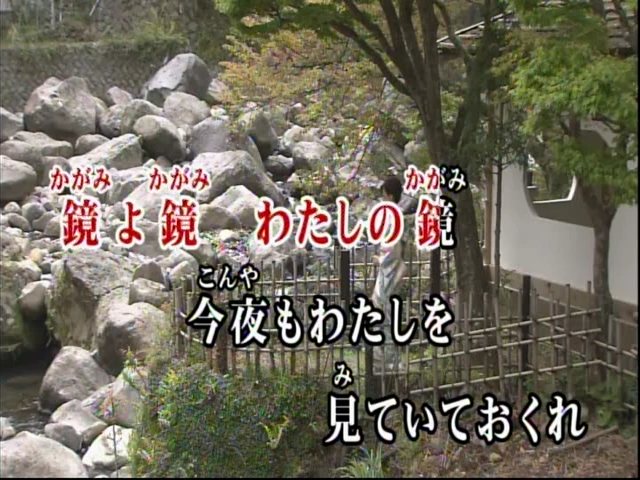 かがみ かがみ かがみ
鏡よ鏡 わたしの鏡
こんや
今夜もわたしを
み
見ていておくれ